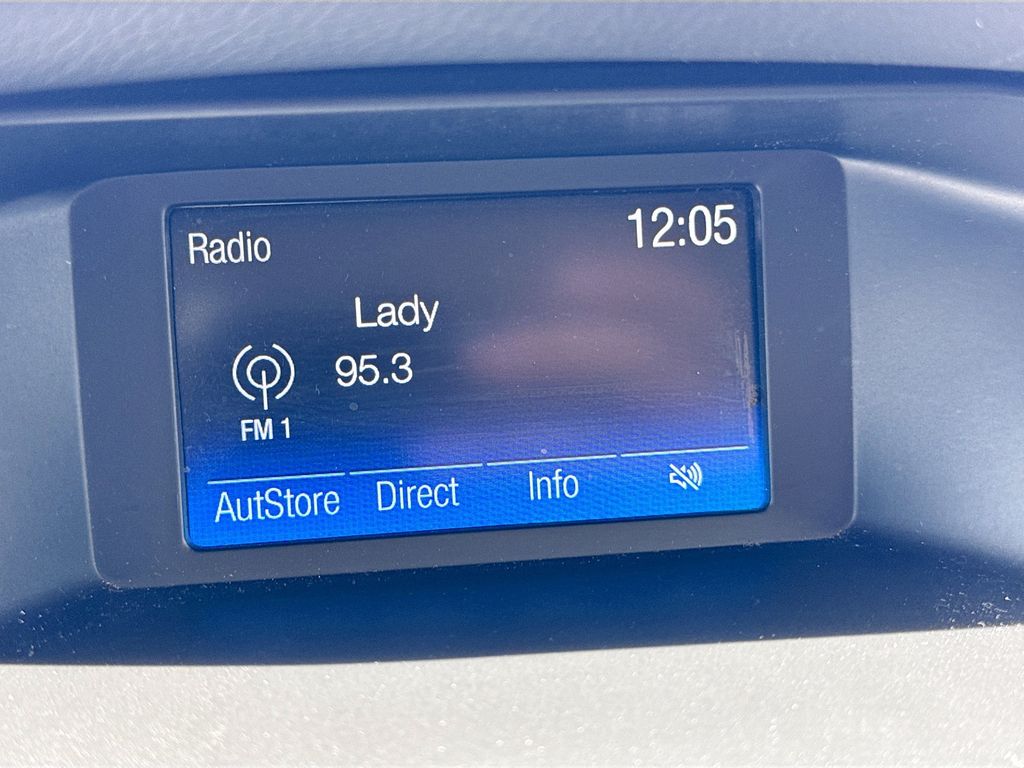 Radio 12:05
Lady
95.3
FM 1
AutStore Direct Info